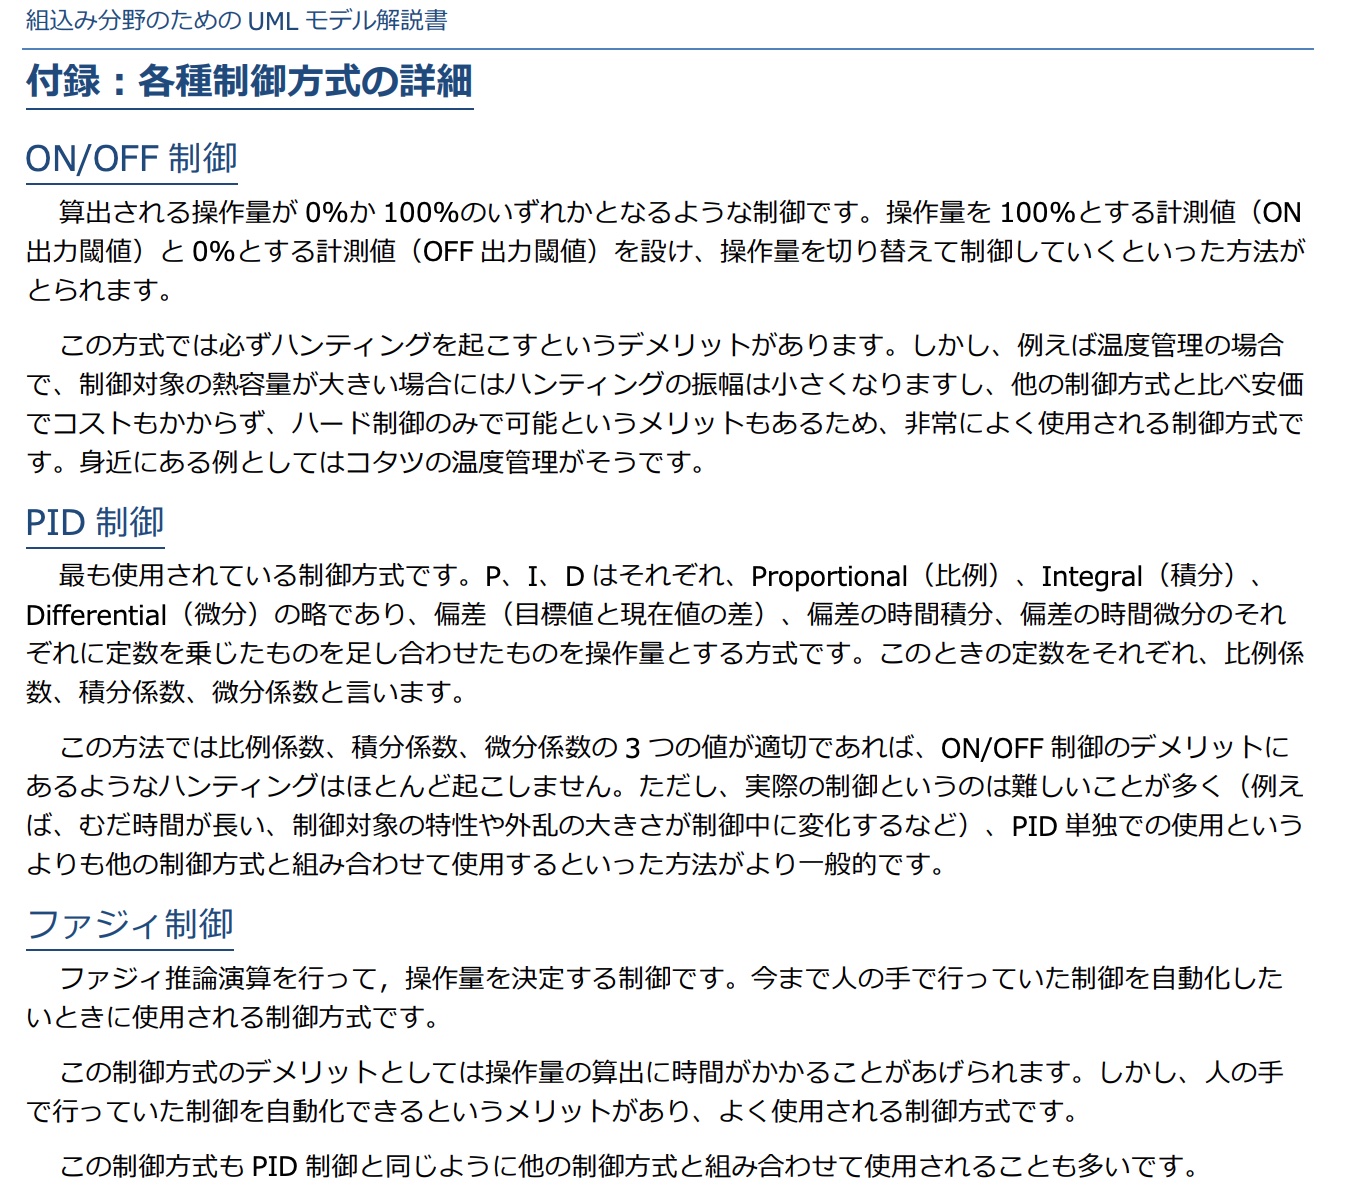 組込み分野のための UML モデル解説書
付録：各種制御方式の詳細
ON/OFF 制御
算出される操作量が 0%か 100%のいずれかとなるような制御です。操作量を 100%とする計測値（ON
出力閾値）と 0%とする計測値（OFF 出力閾値）を設け、操作量を切り替えて制御していくといった方法が
とられます。
この方式では必ずハンティングを起こすというデメリットがあります。しかし、例えば温度管理の場合
で、制御対象の熱容量が大きい場合にはハンティングの振幅は小さくなりますし、他の制御方式と比べ安価
でコストもかからず、ハード制御のみで可能というメリットもあるため、非常によく使用される制御方式で
す。身近にある例としてはコタツの温度管理がそうです。
PID 制御
最も使用されている制御方式です。P、I、D はそれぞれ、Proportional（比例）、Integral（積分）、
Differential（微分）の略であり、偏差（目標値と現在値の差）、偏差の時間積分、偏差の時間微分のそれ
ぞれに定数を乗じたものを足し合わせたものを操作量とする方式です。このときの定数をそれぞれ、比例係
数、積分係数、微分係数と言います。
この方法では比例係数、積分係数、微分係数の 3 つの値が適切であれば、ON/OFF 制御のデメリットに
あるようなハンティングはほとんど起こしません。ただし、実際の制御というのは難しいことが多く（例え
ば、むだ時間が長い、制御対象の特性や外乱の大きさが制御中に変化するなど）、PID 単独での使用という
よりも他の制御方式と組み合わせて使用するといった方法がより一般的です。
ファジィ制御
ファジィ推論演算を行って，操作量を決定する制御です。今まで人の手で行っていた制御を自動化した
いときに使用される制御方式です。
この制御方式のデメリットとしては操作量の算出に時間がかかることがあげられます。しかし、人の手
で行っていた制御を自動化できるというメリットがあり、よく使用される制御方式です。
この制御方式も PID 制御と同じように他の制御方式と組み合わせて使用されることも多いです。